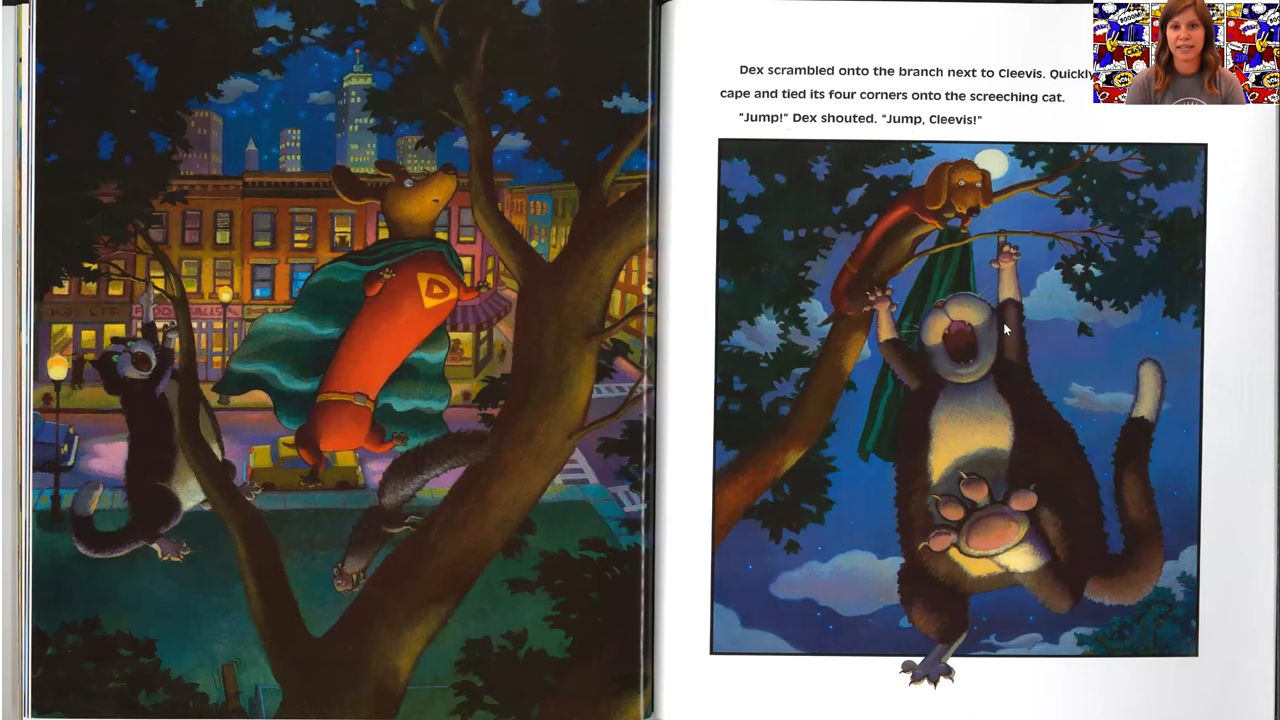 Dex scrambled onto the branch next to Cleevis. Quickly
cape and tied its four corners onto the screeching cat.
"Jump!" Dex shouted. "Jump, Cleevis!"
D